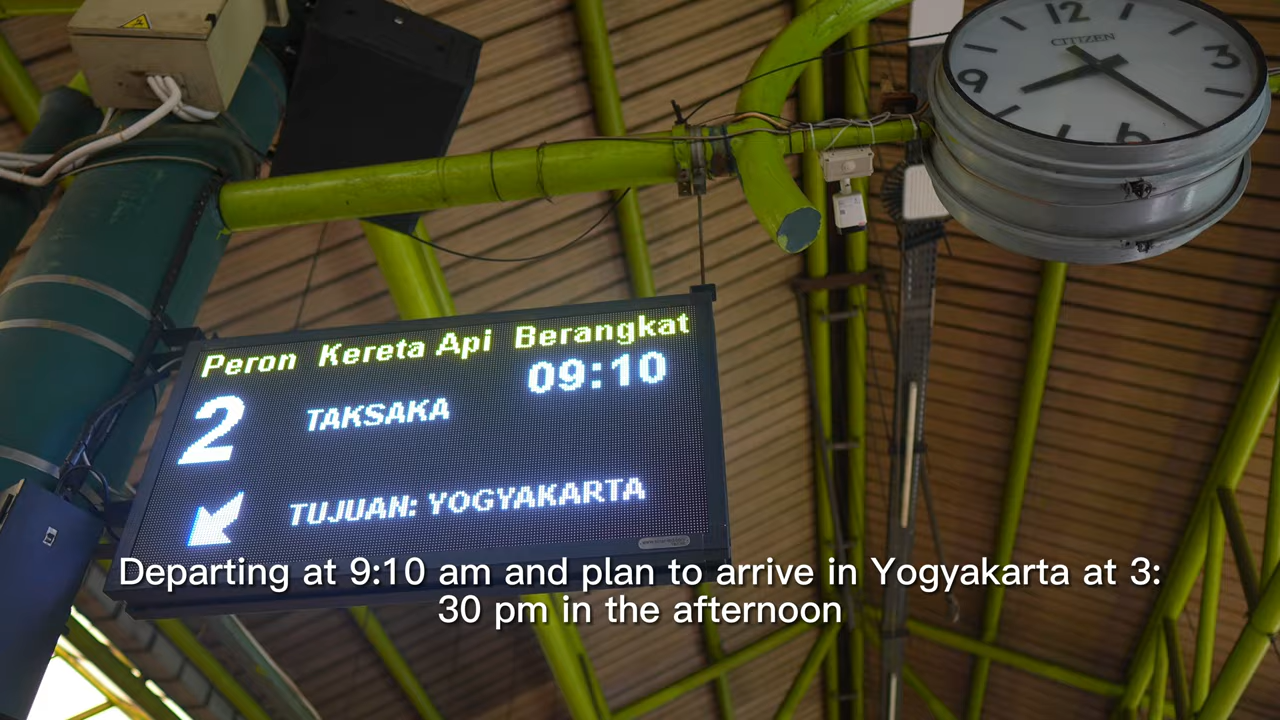 12
CITIZEN
3
9
6
Peron Kereta Api Berangkat
09:10
2 TAKSAKA
TUJUAN: YOGYAKARTA
Departing at 9:10 am and plan to arrive in Yogyakarta at 3:
30 pm in the afternoon